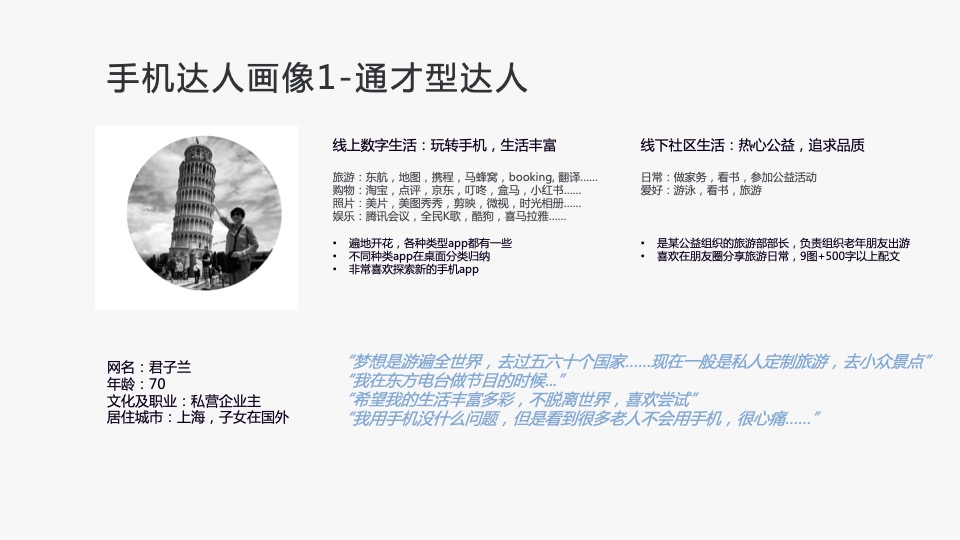 手机达人画像1-通才型达人
线上数字生活：玩转手机，生活丰富
旅游：东航，地图，携程，马蜂窝，booking, 翻译......
购物：淘宝，点评，京东，叮咚，盒马，小红书......
照片：美片，美图秀秀，剪映，微视，时光相册......
娱乐：腾讯会议，全民K歌，酷狗，喜马拉雅......
• 遍地开花，各种类型app都有一些
• 不同种类app在桌面分类归纳
• 非常喜欢探索新的手机app
线下社区生活：热心公益，追求品质
日常：做家务，看书，参加公益活动
爱好：游泳，看书，旅游
• 是某公益组织的旅游部部长，负责组织老年朋友出游
• 喜欢在朋友圈分享旅游日常，9图+500字以上配文
网名：君子兰
年龄：70
文化及职业：私营企业主
居住城市：上海，子女在国外
“梦想是游遍全世界，去过五六十个国家......现在一般是私人定制旅游，去小众景点”
“我在东方电台做节目的时候...”
“希望我的生活丰富多彩，不脱离世界，喜欢尝试”
“我用手机没什么问题，但是看到很多老人不会用手机，很心痛......”